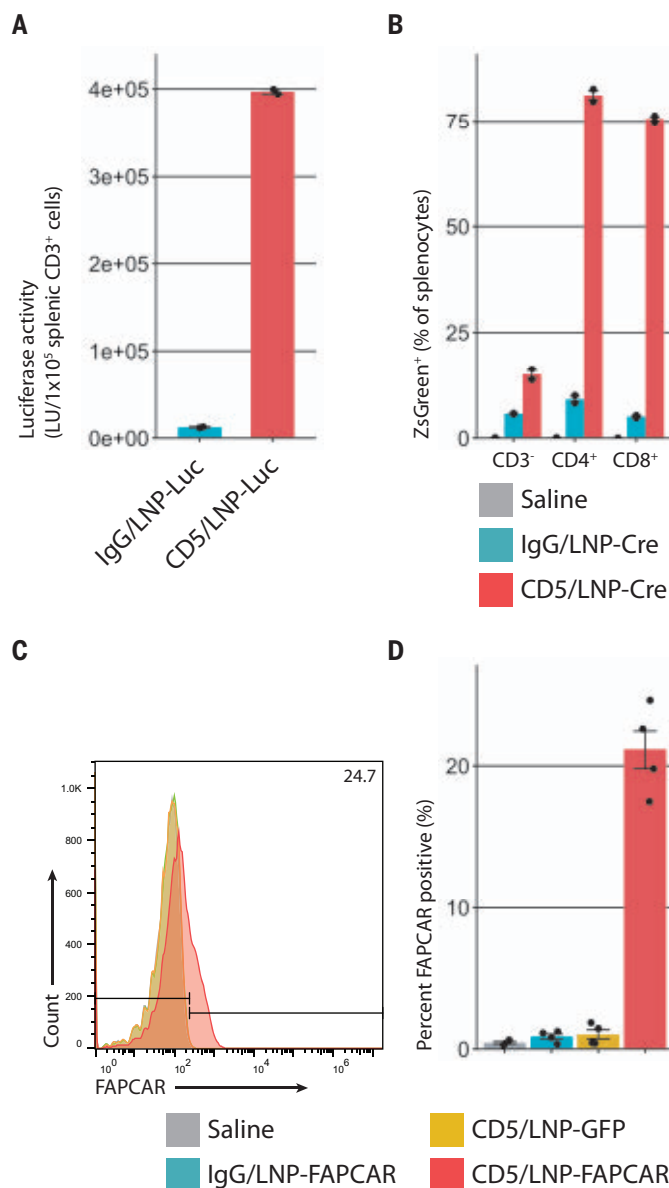 A
Luciferase activity
(LU/1x10⁵ splenic CD3⁺ cells)
4e+05
3e+05
2e+05
1e+05
0e+00
IgG/LNP-Luc
CD5/LNP-Luc
B
ZsGreen⁺ (% of splenocytes)
75
50
25
0
CD3⁻
CD4⁺
CD8⁺
Saline
IgG/LNP-Cre
CD5/LNP-Cre
C
Count
1.0K
800
600
400
200
0
24.7
10⁰
10²
10⁴
10⁶
FAPCAR
D
Percent FAPCAR positive (%)
20
10
0
Saline
IgG/LNP-FAPCAR
CD5/LNP-GFP
CD5/LNP-FAPCAR